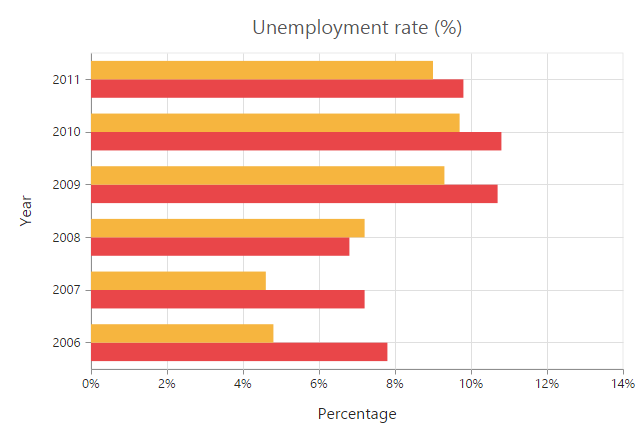 Unemployment rate (%)
2011
2010
2009
2008
2007
2006
Year
0% 2% 4% 6% 8% 10% 12% 14%
Percentage